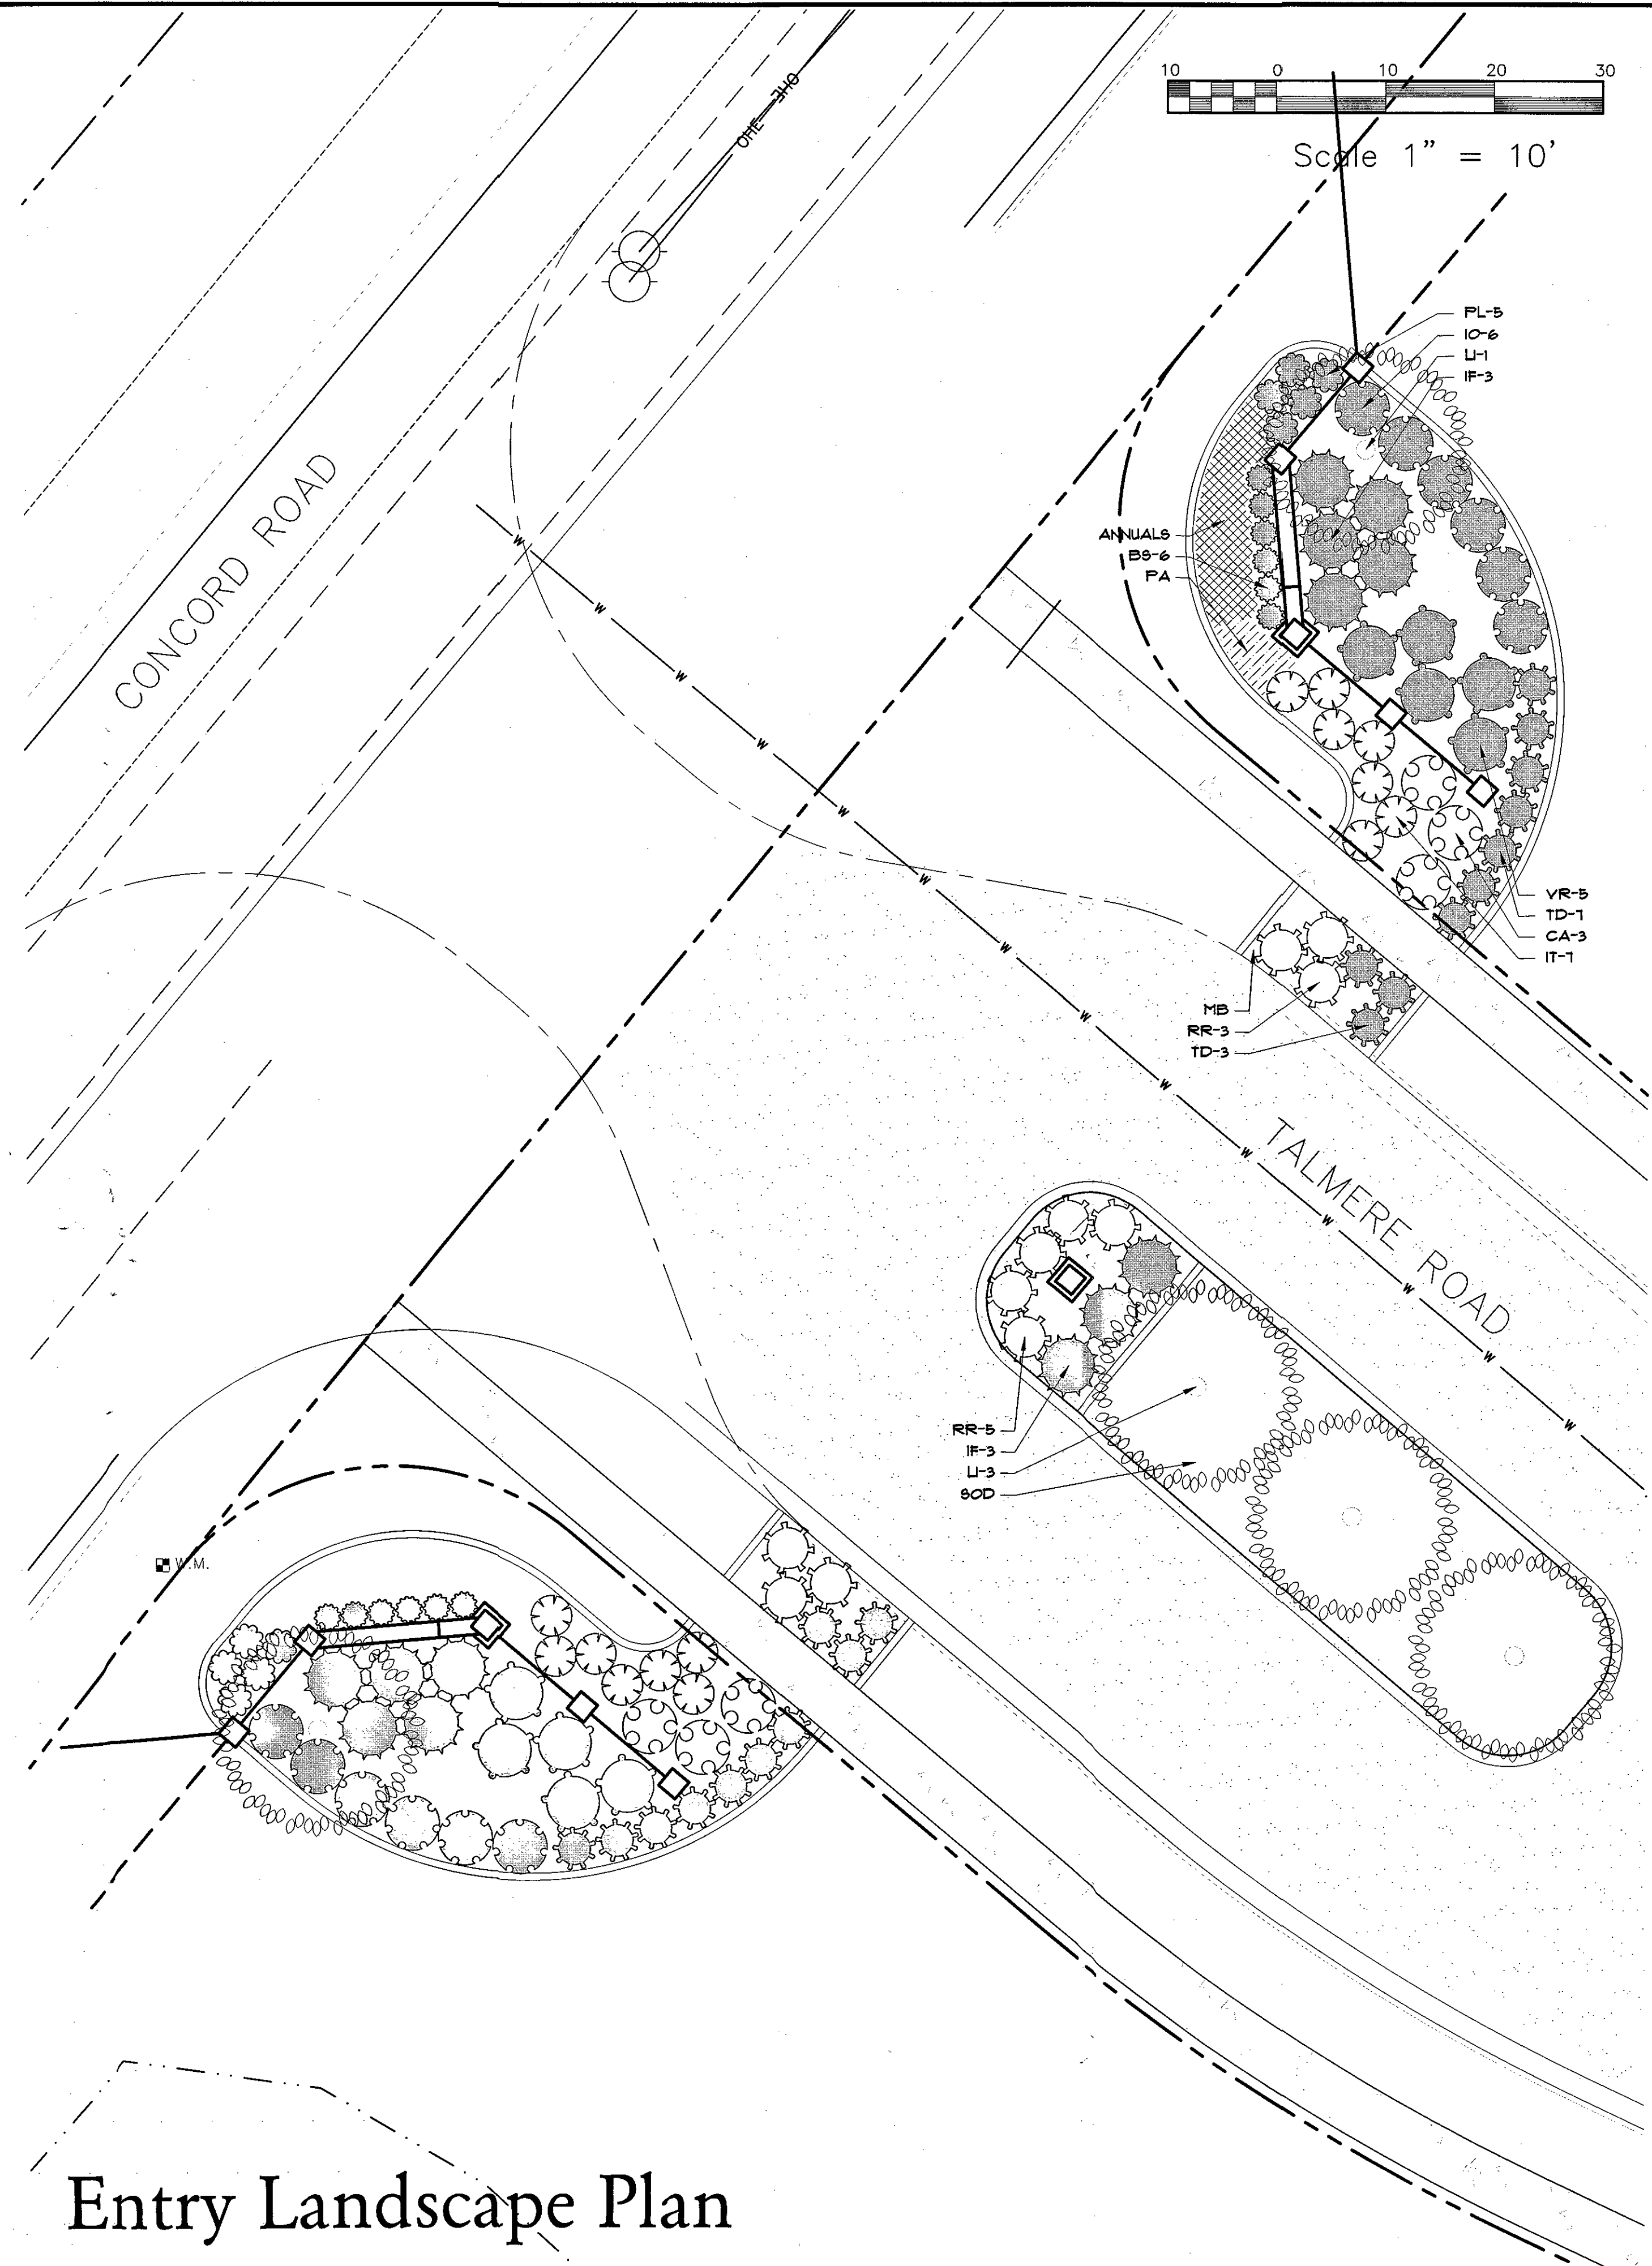 10 0 10 20 30
Scale 1" = 10'
OHE
OHE
CONCORD ROAD
PL-5
IO-6
LI-1
IF-3
ANNUALS
BS-6
PA
W
W
W
W
W
W
W
W
W
W
W
W
W
W
VR-5
TD-7
CA-3
IT-7
MB
RR-3
TD-3
TALMERE ROAD
RR-5
IF-3
LI-3
SOD
W.M.
Entry Landscape Plan